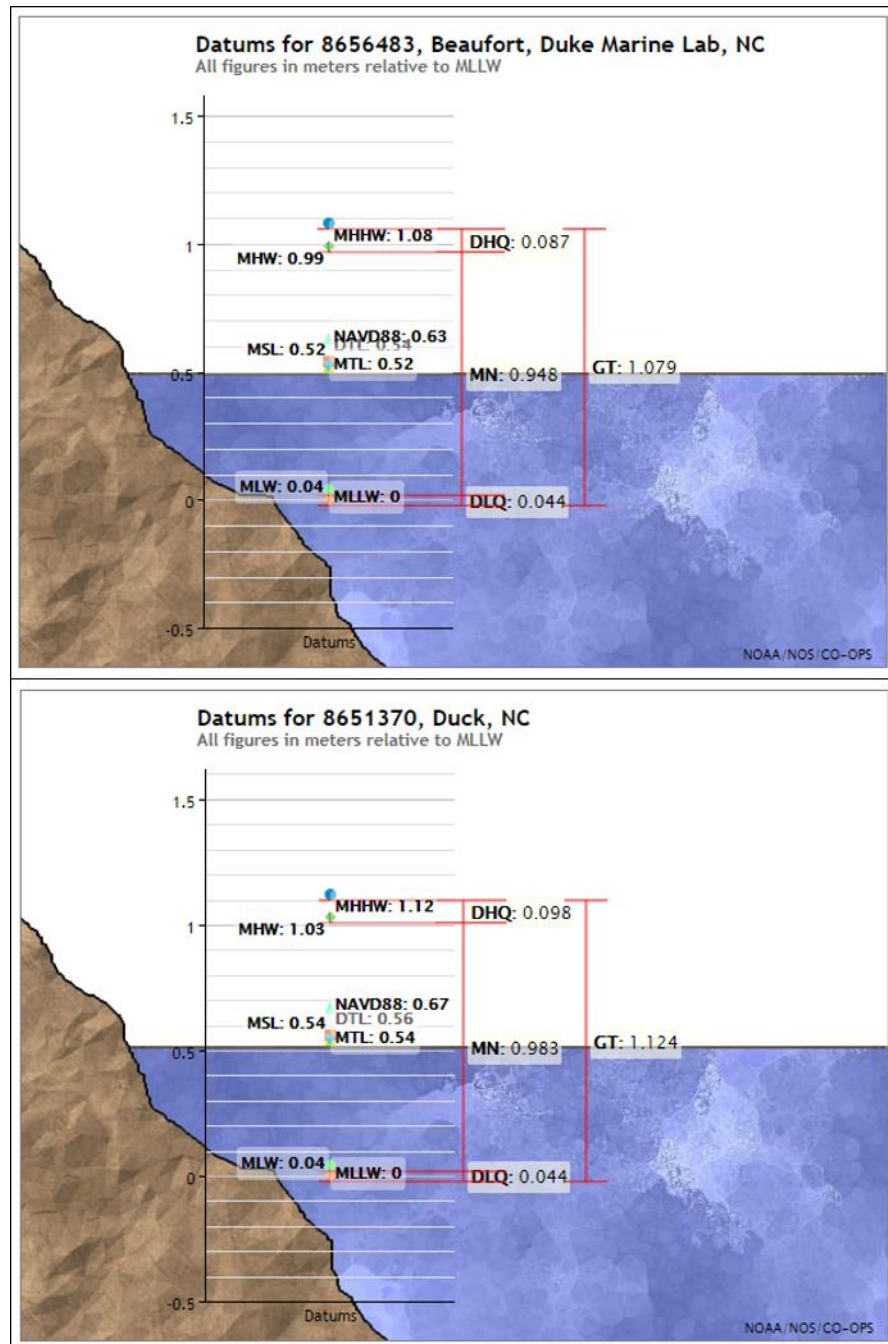 Datums for 8656483, Beaufort, Duke Marine Lab, NC
All figures in meters relative to MLLW
1.5
MHHW: 1.08
DHQ: 0.087
1
MHW: 0.99
NAVD88: 0.63
DTL: 0.54
MSL: 0.52
MTL: 0.52
GT: 1.079
0.5
MN: 0.948
MLW: 0.04
MLLW: 0
DLQ: 0.044
0
-0.5
Datums
NOAA/NOS/CO-OPS
Datums for 8651370, Duck, NC
All figures in meters relative to MLLW
1.5
MHHW: 1.12
DHQ: 0.098
1
MHW: 1.03
NAVD88: 0.67
DTL: 0.56
MSL: 0.54
MTL: 0.54
GT: 1.124
0.5
MN: 0.983
MLW: 0.04
MLLW: 0
DLQ: 0.044
0
-0.5
Datums
NOAA/NOS/CO-OPS